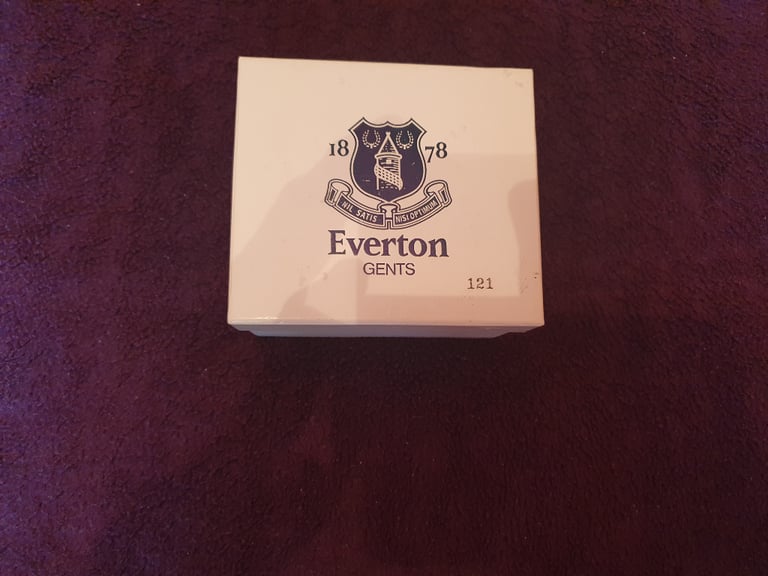 18 78
NIL SATIS NISI OPTIMUM
Everton
GENTS
121